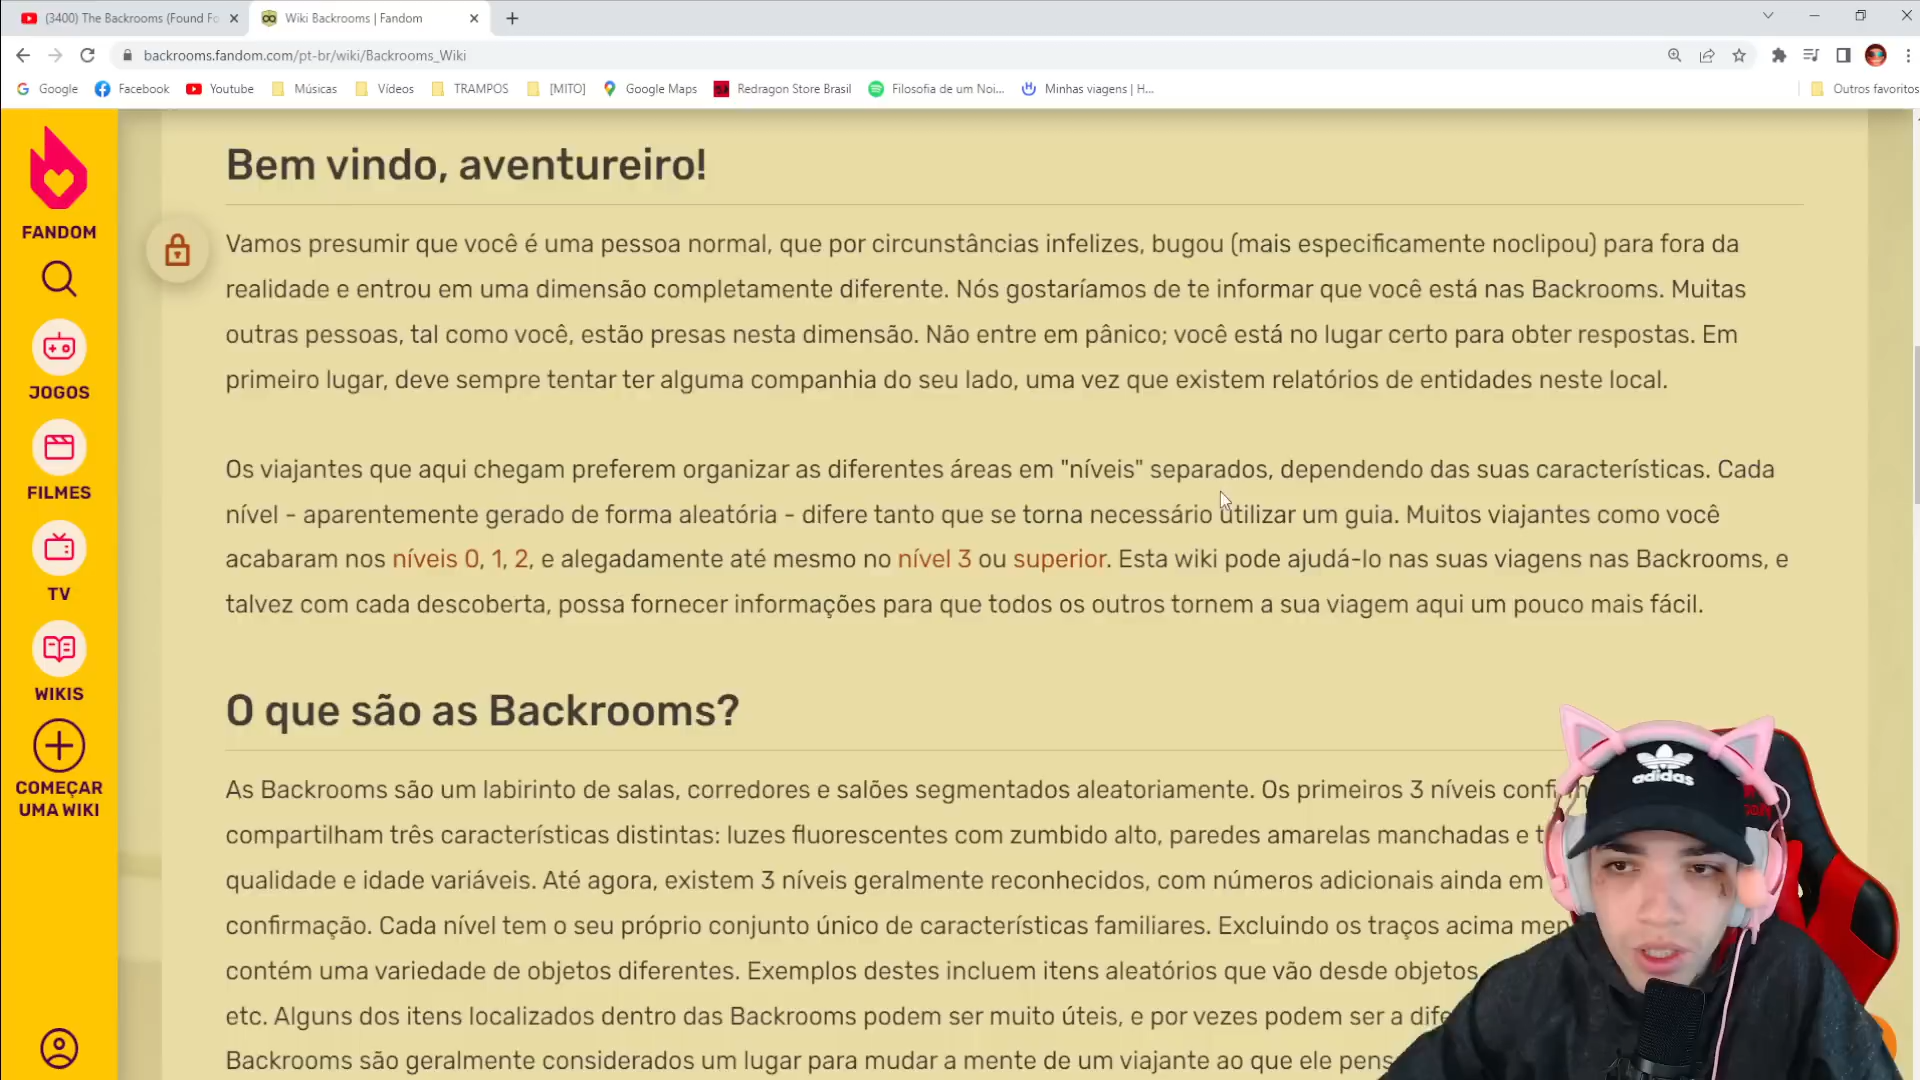 (3400) The Backrooms (Found Fo
Wiki Backrooms | Fandom
backrooms.fandom.com/pt-br/wiki/Backrooms_Wiki
Google
Facebook
Youtube
Músicas
Vídeos
TRAMPOS
[MITO]
Google Maps
Redragon Store Brasil
Filosofia de um Noi...
Minhas viagens | H...
Outros favoritos
FANDOM
JOGOS
FILMES
TV
WIKIS
COMEÇAR
UMA WIKI
Bem vindo, aventureiro!
Vamos presumir que você é uma pessoa normal, que por circunstâncias infelizes, bugou (mais especificamente noclipou) para fora da
realidade e entrou em uma dimensão completamente diferente. Nós gostaríamos de te informar que você está nas Backrooms. Muitas
outras pessoas, tal como você, estão presas nesta dimensão. Não entre em pânico; você está no lugar certo para obter respostas. Em
primeiro lugar, deve sempre tentar ter alguma companhia do seu lado, uma vez que existem relatórios de entidades neste local.
Os viajantes que aqui chegam preferem organizar as diferentes áreas em "níveis" separados, dependendo das suas características. Cada
nível - aparentemente gerado de forma aleatória - difere tanto que se torna necessário utilizar um guia. Muitos viajantes como você
acabaram nos níveis 0, 1, 2, e alegadamente até mesmo no nível 3 ou superior. Esta wiki pode ajudá-lo nas suas viagens nas Backrooms, e
talvez com cada descoberta, possa fornecer informações para que todos os outros tornem a sua viagem aqui um pouco mais fácil.
O que são as Backrooms?
As Backrooms são um labirinto de salas, corredores e salões segmentados aleatoriamente. Os primeiros 3 níveis
compartilham três características distintas: luzes fluorescentes com zumbido alto, paredes amarelas manchadas e
qualidade e idade variáveis. Até agora, existem 3 níveis geralmente reconhecidos, com números adicionais ainda em
confirmação. Cada nível tem o seu próprio conjunto único de características familiares. Excluindo os traços acima
contém uma variedade de objetos diferentes. Exemplos destes incluem itens aleatórios que vão desde objetos
etc. Alguns dos itens localizados dentro das Backrooms podem ser muito úteis, e por vezes podem ser a
Backrooms são geralmente considerados um lugar para mudar a mente de um viajante ao que ele
adidas